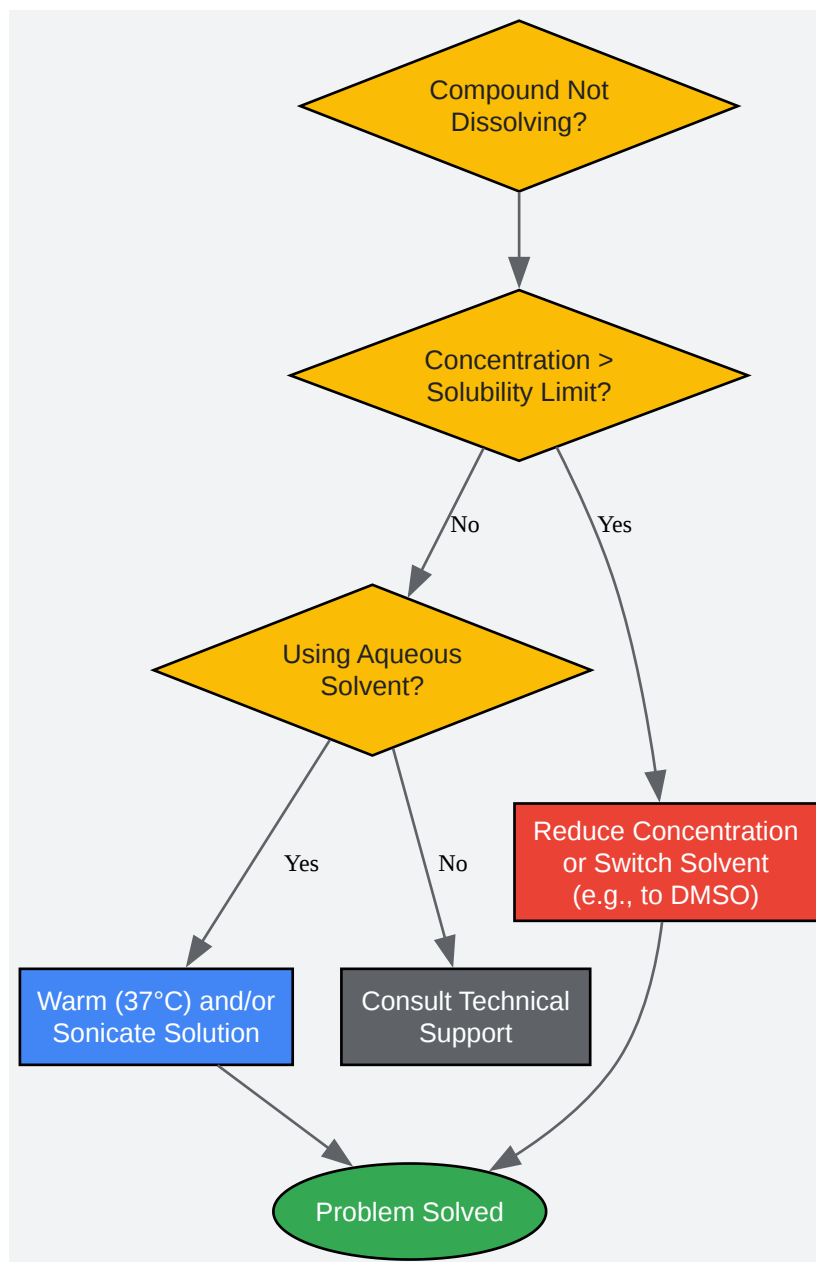 Compound Not
Dissolving?
Concentration >
Solubility Limit?
No
Yes
Using Aqueous
Solvent?
Reduce Concentration
or Switch Solvent
(e.g., to DMSO)
Yes
No
Warm (37°C) and/or
Sonicate Solution
Consult Technical
Support
Problem Solved